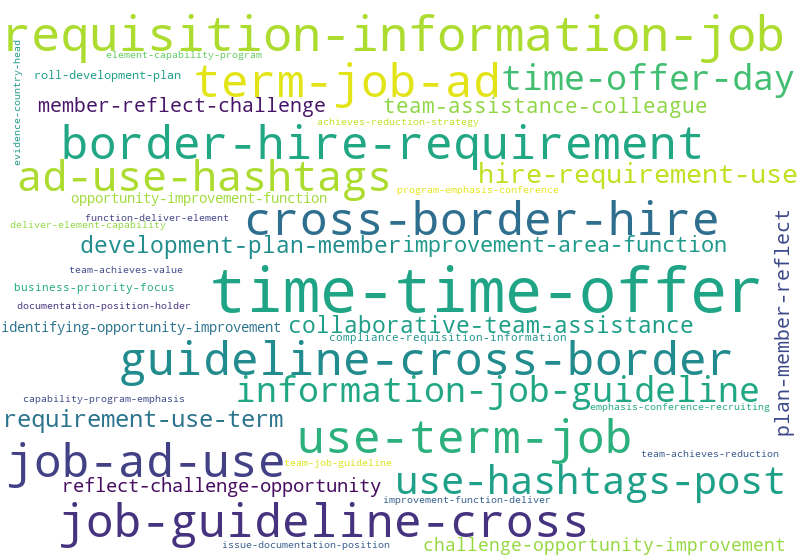 requisition-information-job
element-capability-program
evidence-country-head
roll-development-plan
term-job-ad
time-offer-day
member-reflect-challenge
team-assistance-colleague
achieves-reduction-strategy
border-hire-requirement
ad-use-hashtags
hire-requirement-use
program-emphasis-conference
opportunity-improvement-function
function-deliver-element
deliver-element-capability
cross-border-hire
plan-member-reflect
development-plan-member
improvement-area-function
team-achieves-value
time-time-offer
business-priority-focus
documentation-position-holder
identifying-opportunity-improvement
collaborative-team-assistance
compliance-requisition-information
guideline-cross-border
information-job-guideline
capability-program-emphasis
emphasis-conference-recruiting
requirement-use-term
use-term-job
job-ad-use
team-achieves-reduction
team-job-guideline
use-hashtags-post
reflect-challenge-opportunity
improvement-function-deliver
job-guideline-cross
issue-documentation-position
challenge-opportunity-improvement